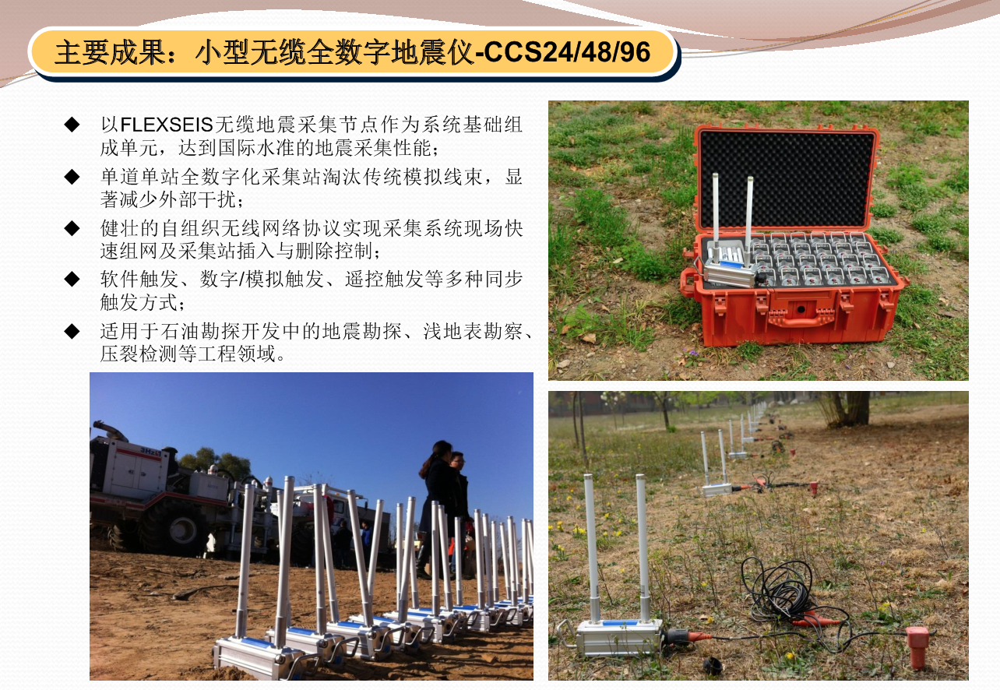 主要成果：小型无缆全数字地震仪-CCS24/48/96
◆ 以FLEXSEIS无缆地震采集节点作为系统基础组
成单元，达到国际水准的地震采集性能；
◆ 单道单站全数字化采集站淘汰传统模拟线束，显
著减少外部干扰；
◆ 健壮的自组织无线网络协议实现采集系统现场快
速组网及采集站插入与删除控制；
◆ 软件触发、数字/模拟触发、遥控触发等多种同步
触发方式；
◆ 适用于石油勘探开发中的地震勘探、浅地表勘察、
压裂检测等工程领域。